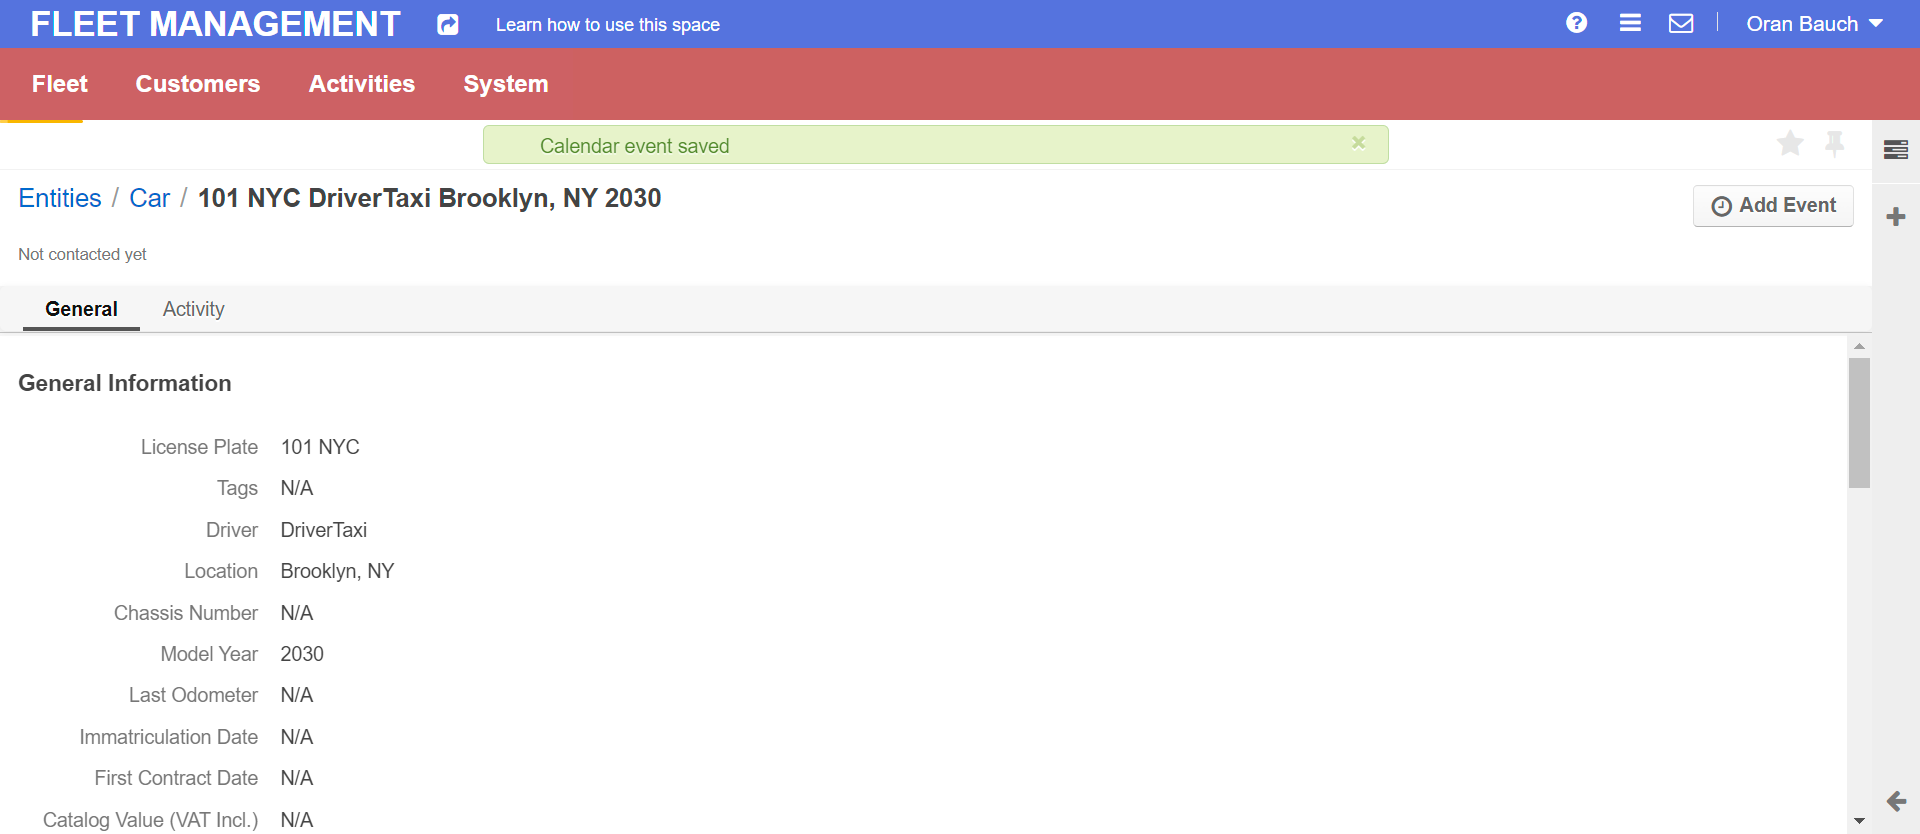 FLEET MANAGEMENT Learn how to use this space Oran Bauch
Fleet Customers Activities System
Calendar event saved
Entities / Car / 101 NYC DriverTaxi Brooklyn, NY 2030
Add Event
Not contacted yet
General Activity
General Information
License Plate 101 NYC
Tags N/A
Driver DriverTaxi
Location Brooklyn, NY
Chassis Number N/A
Model Year 2030
Last Odometer N/A
Immatriculation Date N/A
First Contract Date N/A
Catalog Value (VAT Incl.) N/A